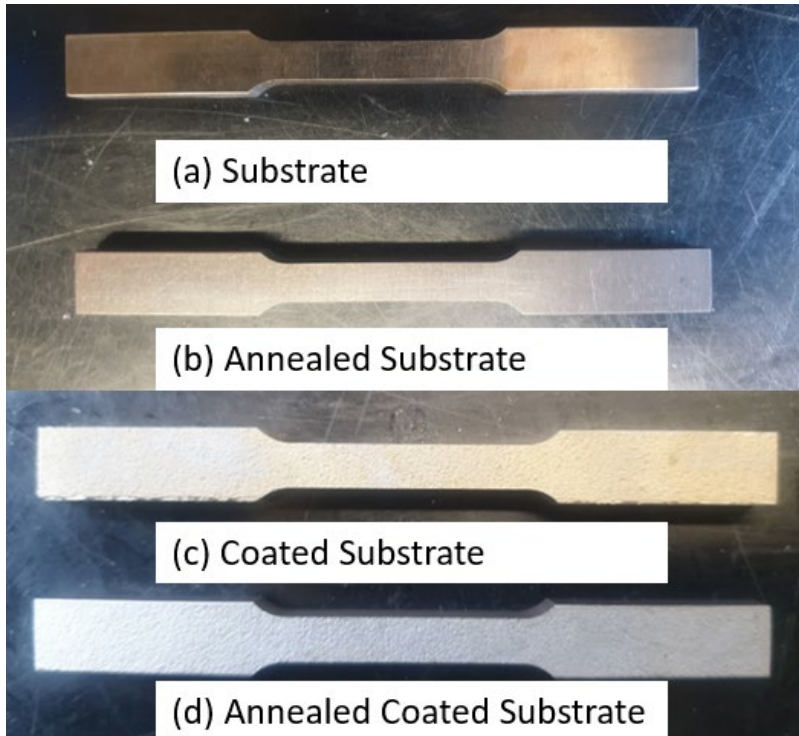 (a) Substrate
(b) Annealed Substrate
(c) Coated Substrate
(d) Annealed Coated Substrate